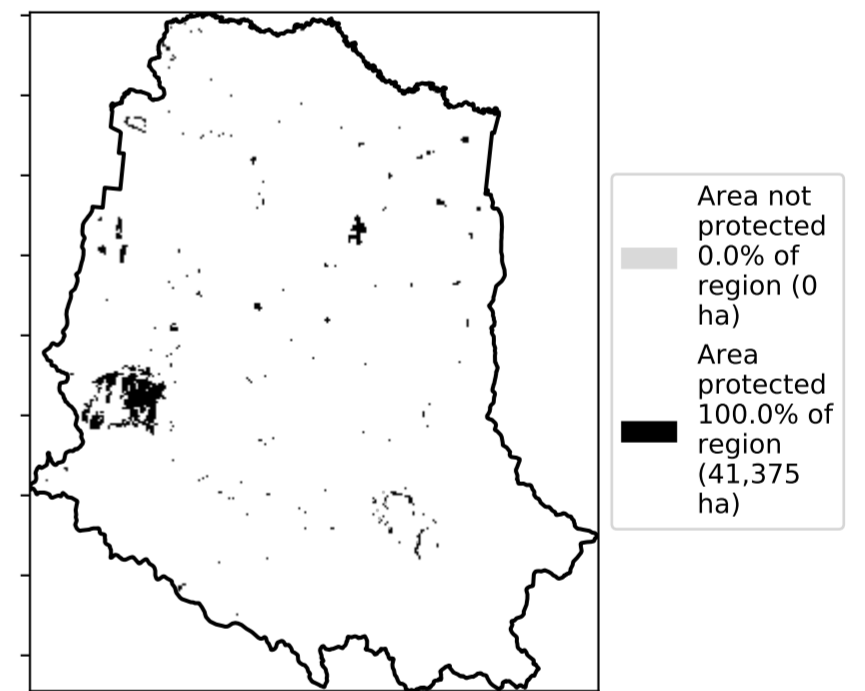 Area not
protected
0.0% of
region (0
ha)
Area
protected
100.0% of
region
(41,375
ha)